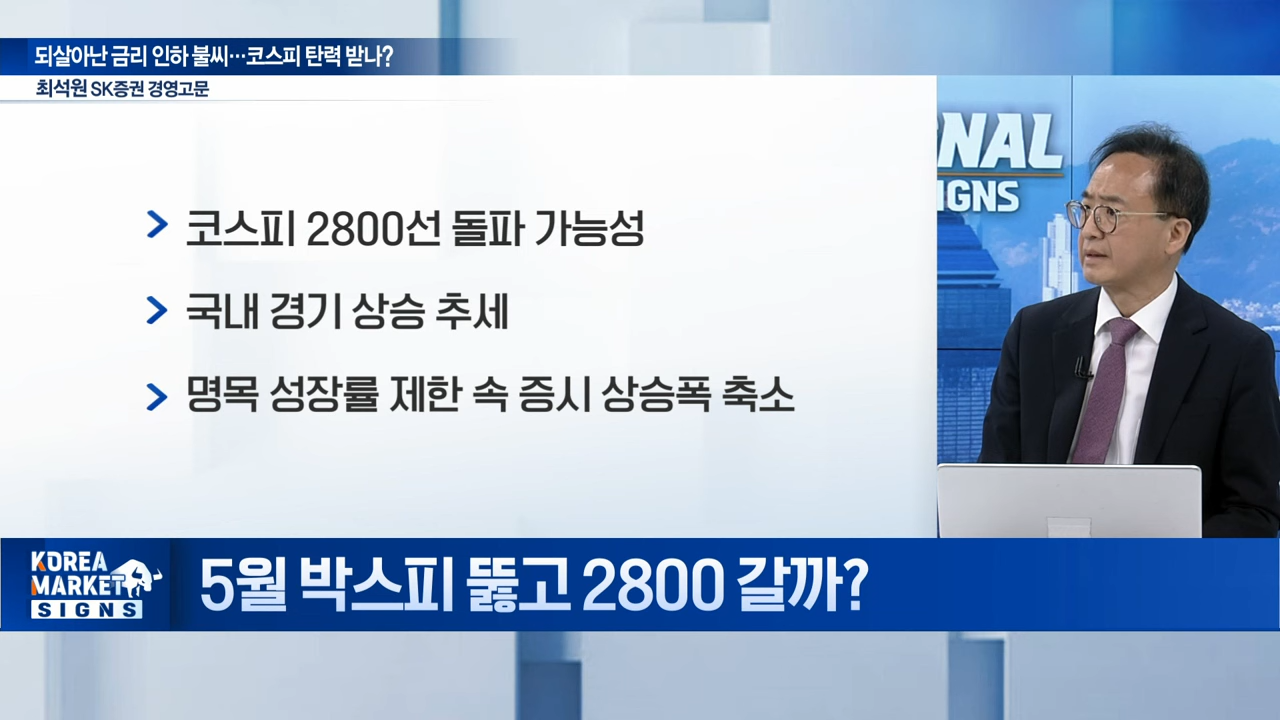 되살아난 금리 인하 불씨…코스피 탄력 받나?
최석원 SK증권 경영고문
코스피 2800선 돌파 가능성
국내 경기 상승 추세
명목 성장률 제한 속 증시 상승폭 축소
NAL
IGNS
KOREA
MARKET
SIGNS
5월 박스피 뚫고 2800 갈까?